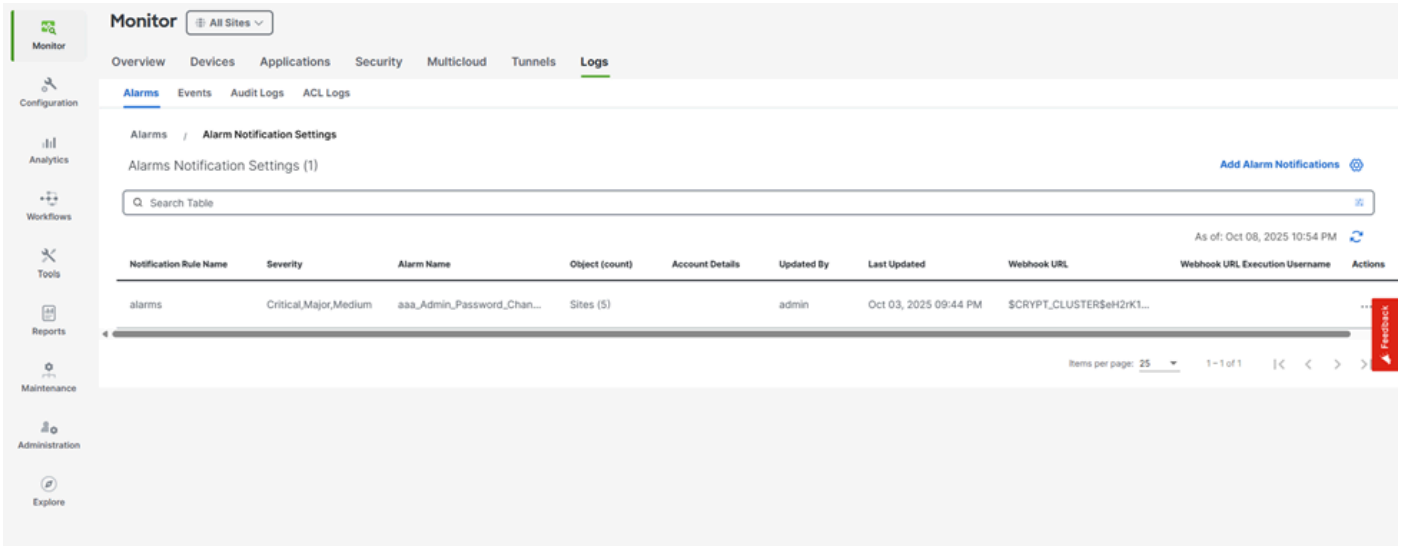 Monitor All Sites
Overview Devices Applications Security Multicloud Tunnels Logs
Alarms Events Audit Logs ACL Logs
Alarms / Alarm Notification Settings
Alarms Notification Settings (1)
Add Alarm Notifications
Search Table
As of: Oct 08, 2025 10:54 PM
Notification Rule Name Severity Alarm Name Object (count) Account Details Updated By Last Updated Webhook URL Webhook URL Execution Username Actions
alarms Critical,Major,Medium aaa_Admin_Password_Chan... Sites (5) admin Oct 03, 2025 09:44 PM $CRYPT_CLUSTER$eH2rK1... ...
Items per page: 25 1–1 of 1
Monitor
Configuration
Analytics
Workflows
Tools
Reports
Maintenance
Administration
Explore
Feedback